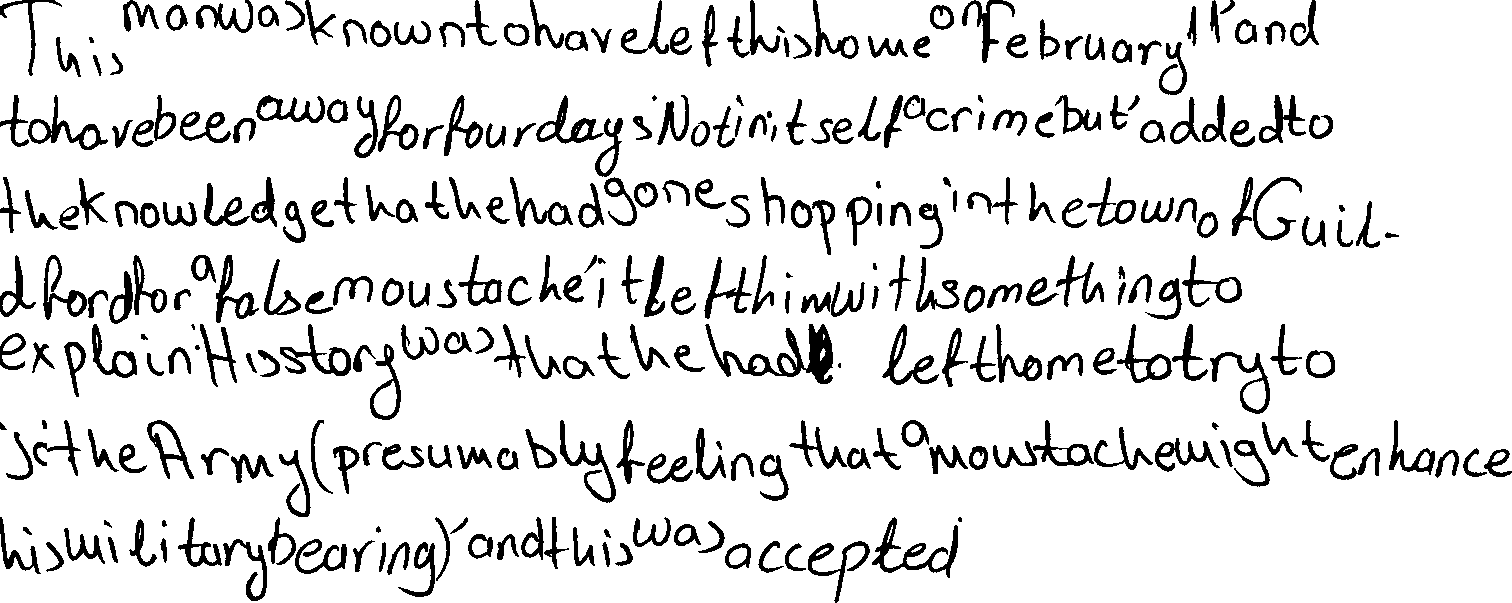 This man was known to have left his home on February 11' and
to have been away for four days. Not in itself a crime but, added to
the knowledge that he had gone shopping in the town of Guil-
dford for a false moustache, it left him with something to
explain. His story was that he had left home to try to
the Army (presumably feeling that a moustache might enhance
his military bearing), and this was accepted